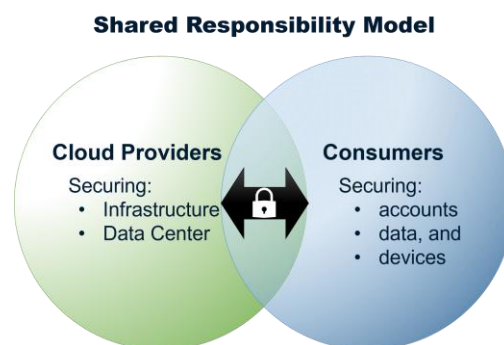 Shared Responsibility Model
Cloud Providers
Securing:
• Infrastructure
• Data Center
Consumers
Securing:
• accounts
• data, and
• devices